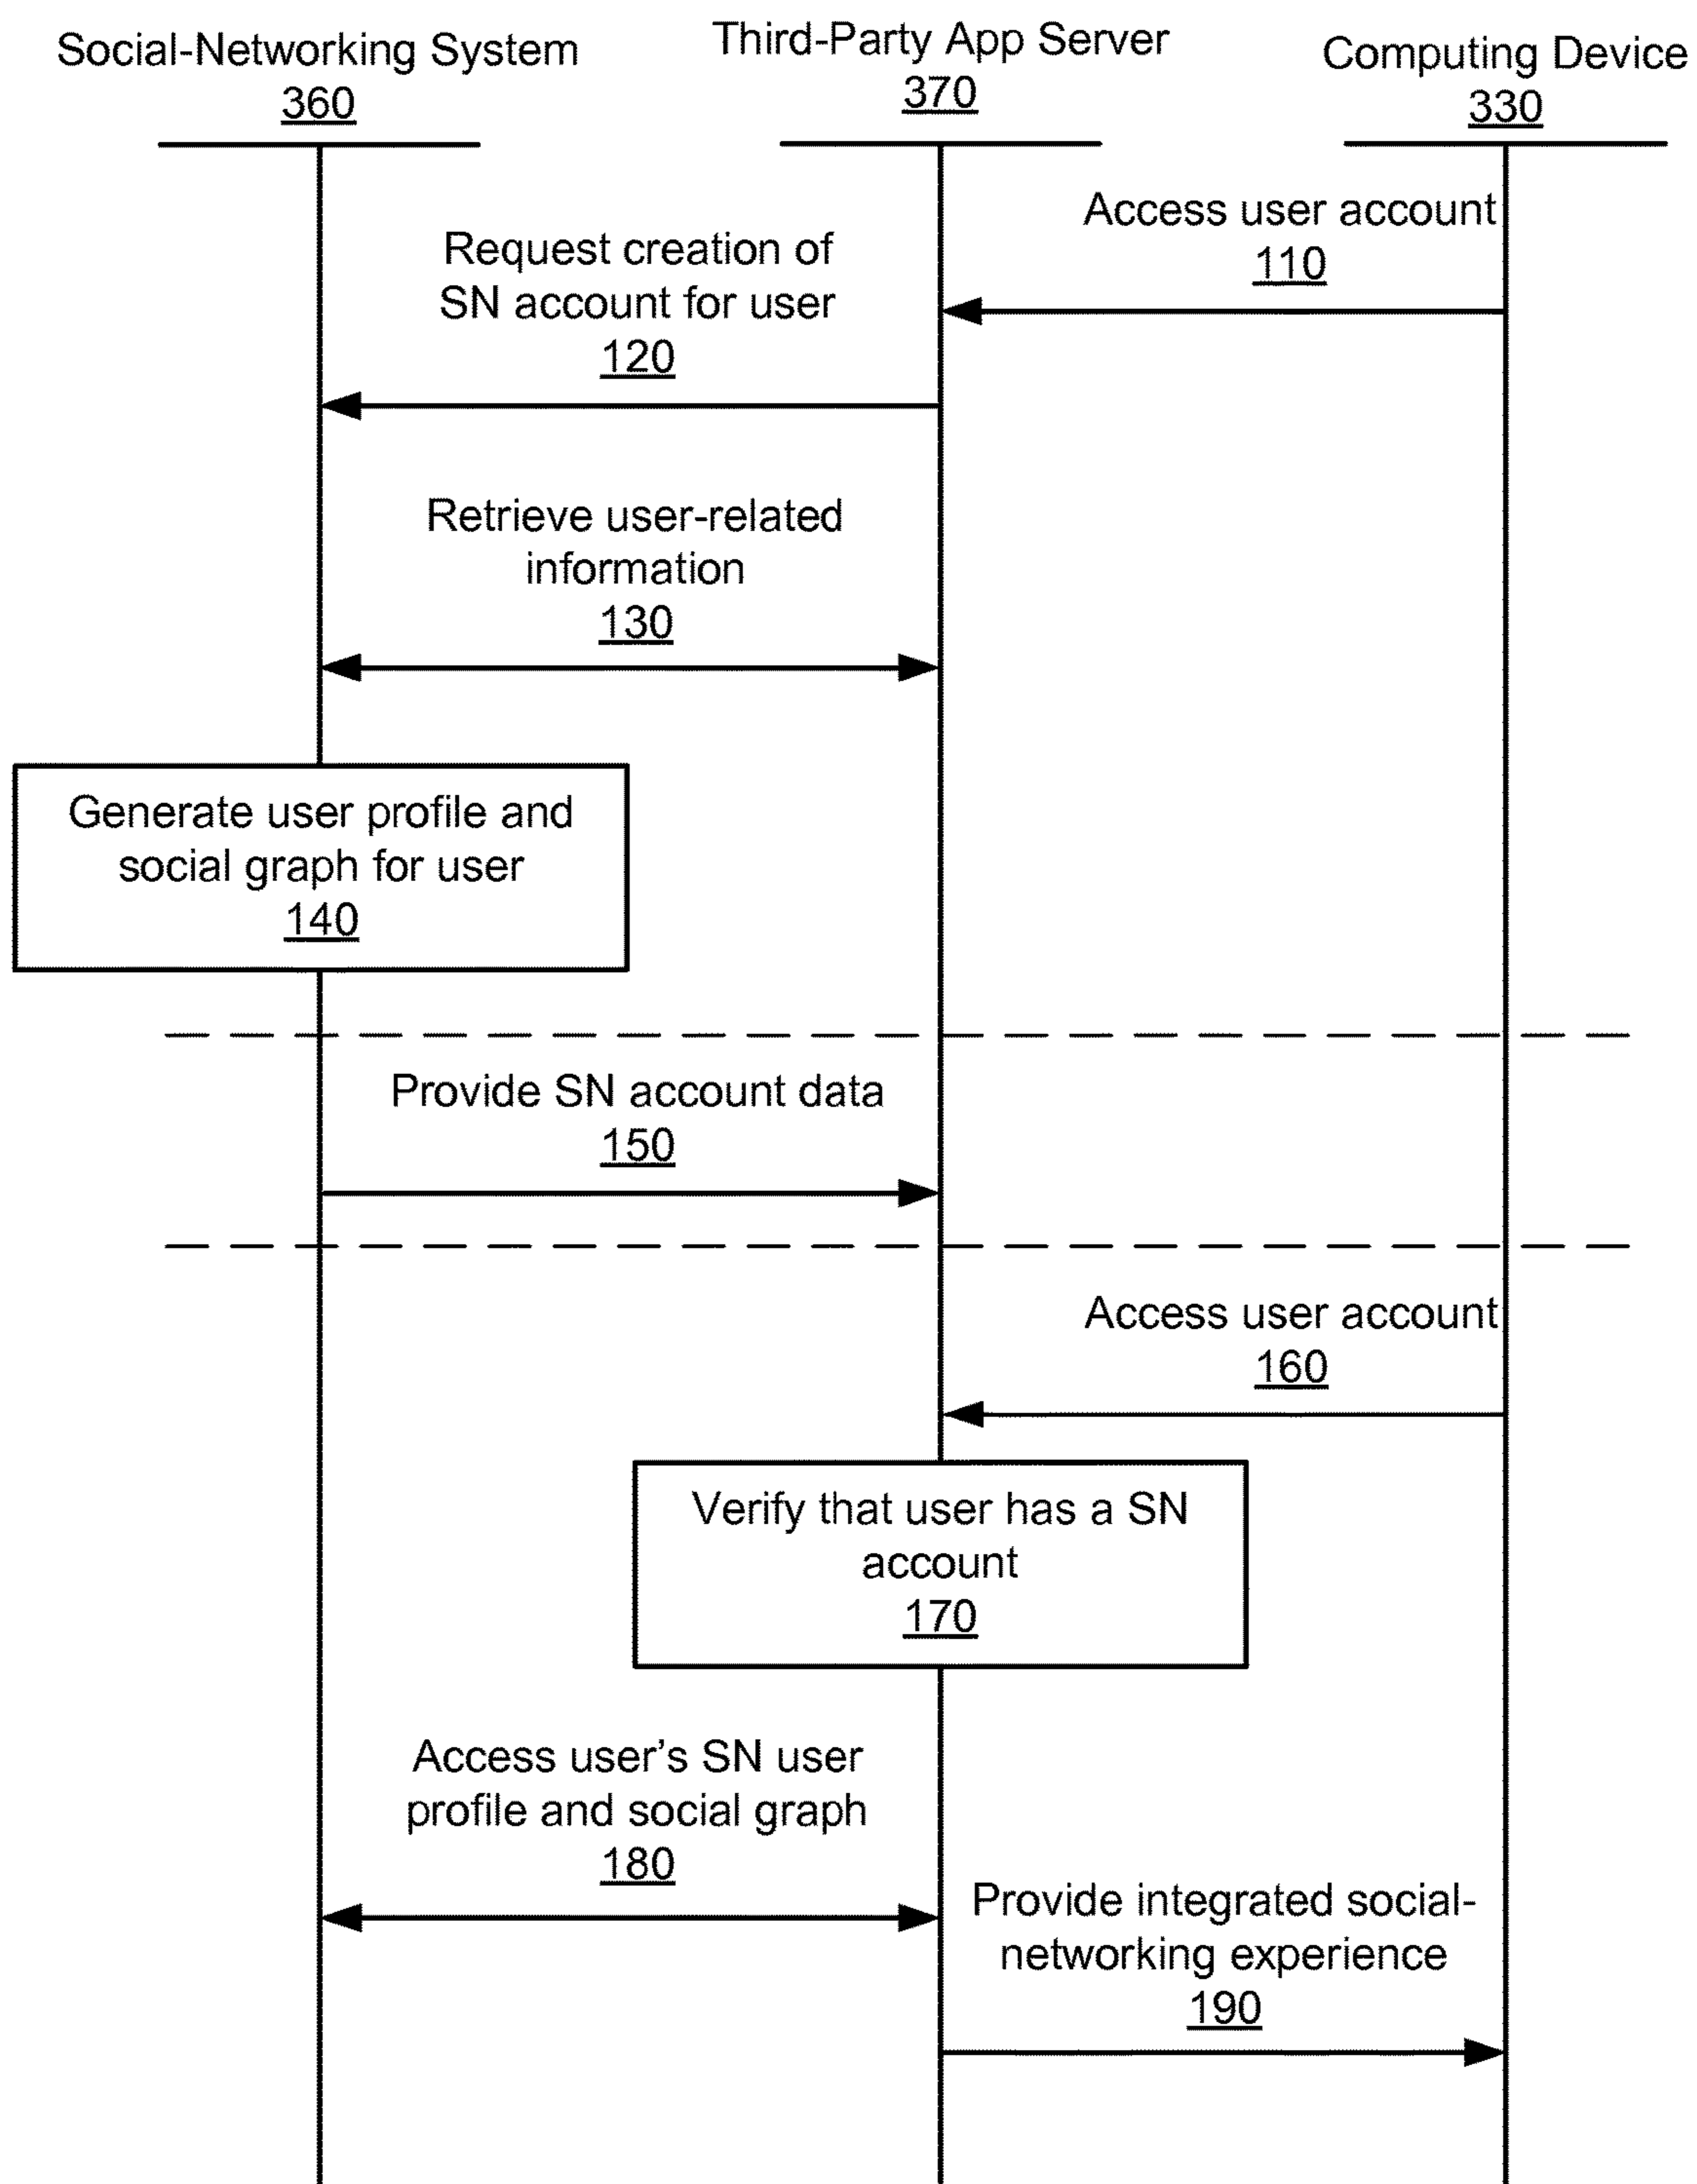 Social-Networking System
360
Third-Party App Server
370
Computing Device
330
Access user account
110
Request creation of
SN account for user
120
Retrieve user-related
information
130
Generate user profile and
social graph for user
140
Provide SN account data
150
Access user account
160
Verify that user has a SN
account
170
Access user's SN user
profile and social graph
180
Provide integrated social-
networking experience
190